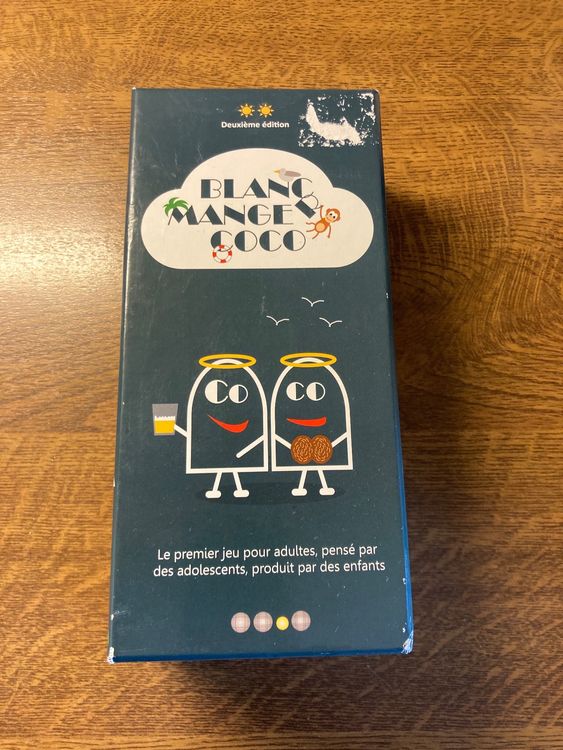 Deuxième édition
BLANC
MANGER
COCO
Co co
Le premier jeu pour adultes, pensé par
des adolescents, produit par des enfants